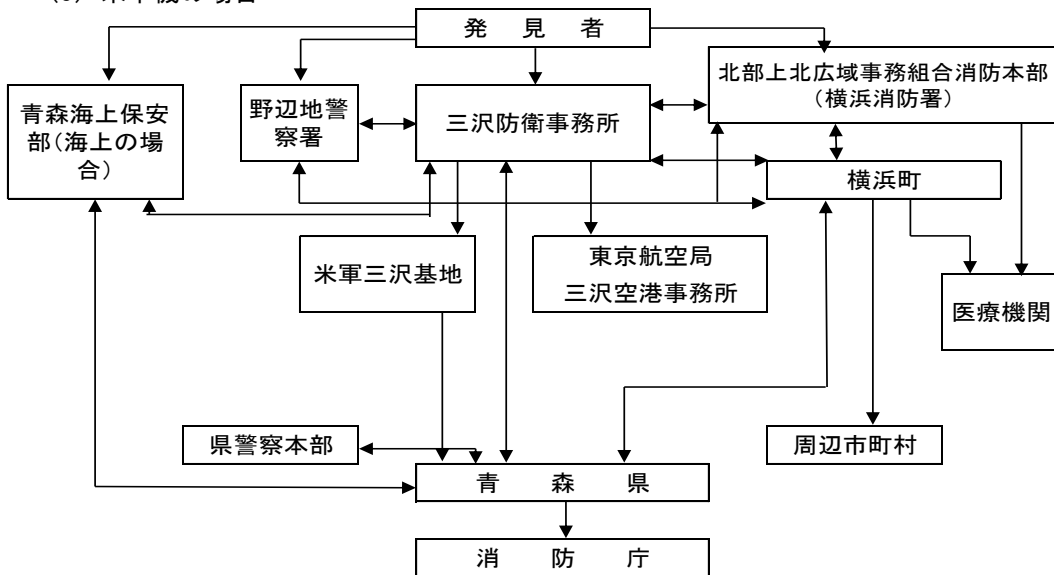 発　見　者
北部上北広域事務組合消防本部
（横浜消防署）
青森海上保安
部（海上の場
合）
野辺地警
察署
三沢防衛事務所
横浜町
米軍三沢基地
東京航空局
三沢空港事務所
医療機関
県警察本部
周辺市町村
青　森　県
消　防　庁